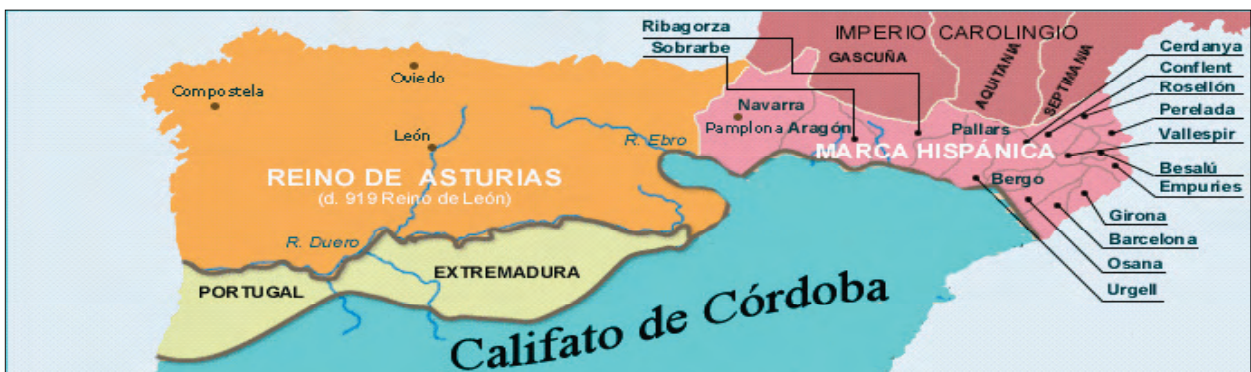 Ribagorza
Sobrarbe
IMPERIO CAROLINGIO
GASCUÑA
AQUITANIA
SEPTIMANIA
Cerdanya
Conflent
Rosellón
Perelada
Vallespir
Besalú
Empuries
Girona
Barcelona
Osana
Urgell
Compostela
Oviedo
León
Navarra
Pamplona Aragón
Pallars
R. Ebro
MARCA HISPÁNICA
Bergo
REINO DE ASTURIAS
(d. 919 Reino de León)
R. Duero
EXTREMADURA
PORTUGAL
Califato de Córdoba